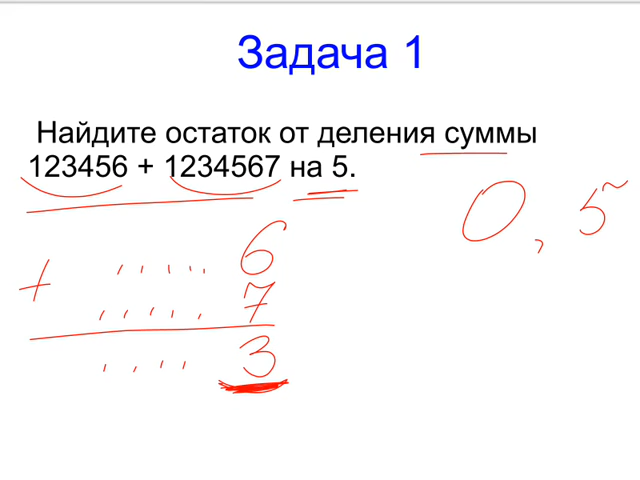 Задача 1
Найдите остаток от деления суммы
123456 + 1234567 на 5.
0, 5
+ ..... 6
..... 7
.... 3